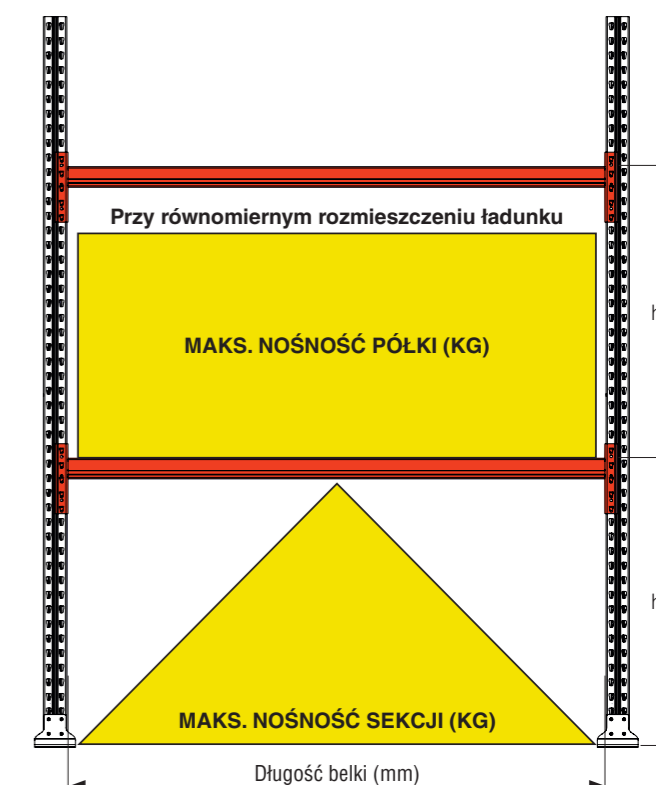 Przy równomiernym rozmieszczeniu ładunku
h
MAKS. NOŚNOŚĆ PÓŁKI (KG)
h
MAKS. NOŚNOŚĆ SEKCJI (KG)
Długość belki (mm)